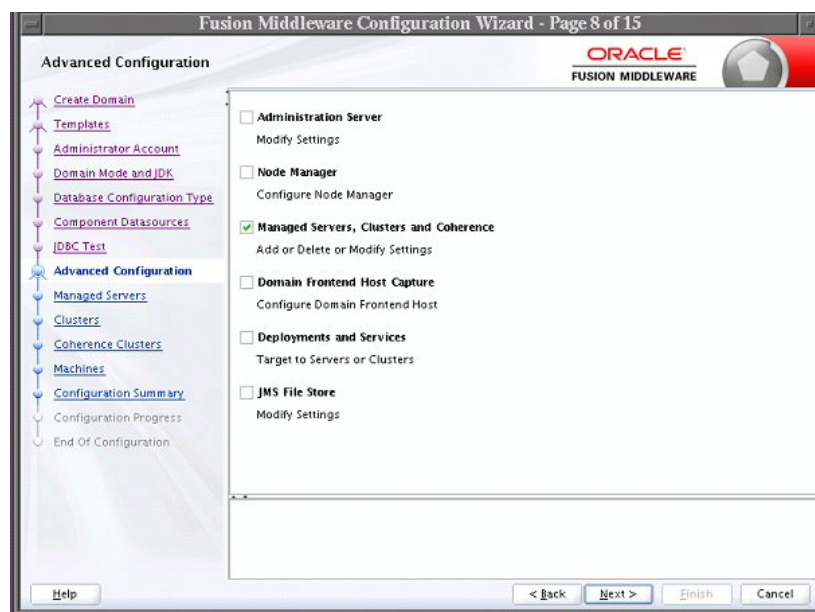 Fusion Middleware Configuration Wizard - Page 8 of 15
Advanced Configuration
ORACLE
FUSION MIDDLEWARE
Create Domain
Templates
Administrator Account
Domain Mode and JDK
Database Configuration Type
Component Datasources
JDBC Test
Advanced Configuration
Managed Servers
Clusters
Coherence Clusters
Machines
Configuration Summary
Configuration Progress
End Of Configuration
Administration Server
Modify Settings
Node Manager
Configure Node Manager
Managed Servers, Clusters and Coherence
Add or Delete or Modify Settings
Domain Frontend Host Capture
Configure Domain Frontend Host
Deployments and Services
Target to Servers or Clusters
JMS File Store
Modify Settings
Help
< Back
Next >
Finish
Cancel